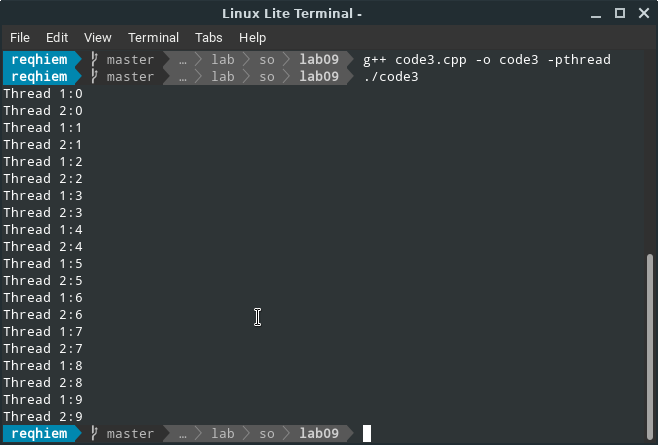 Linux Lite Terminal -
File Edit View Terminal Tabs Help
reqhiem master … lab so lab09 g++ code3.cpp -o code3 -pthread
reqhiem master … lab so lab09 ./code3
Thread 1:0
Thread 2:0
Thread 1:1
Thread 2:1
Thread 1:2
Thread 2:2
Thread 1:3
Thread 2:3
Thread 1:4
Thread 2:4
Thread 1:5
Thread 2:5
Thread 1:6
Thread 2:6
Thread 1:7
Thread 2:7
Thread 1:8
Thread 2:8
Thread 1:9
Thread 2:9
reqhiem master … lab so lab09